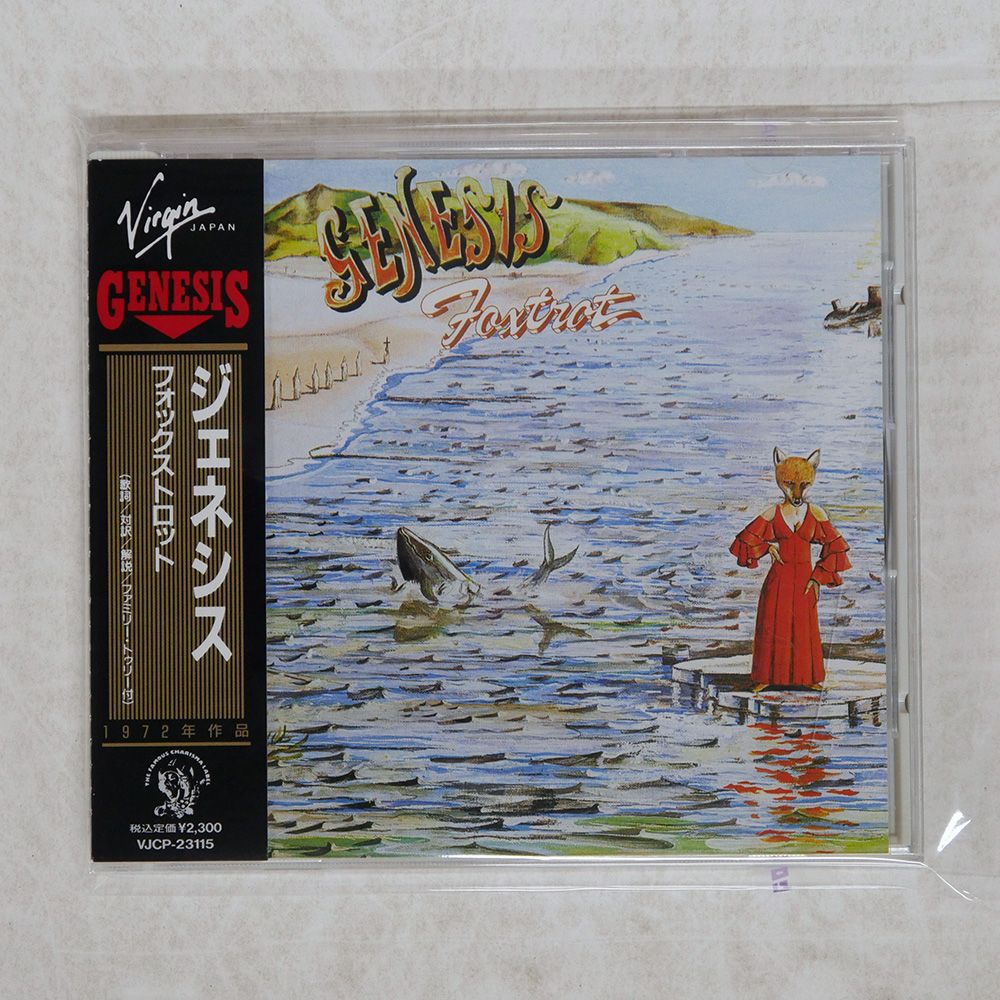 Virgin
JAPAN
GENESIS
ジェネシス
フォックストロット
(歌詞/対訳/解説/ファミリー・トゥリー付)
1972年作品
THE FAMOUS CHARISMA LABEL
税込定価¥2,300
VJCP-23115
GENESIS
Foxtrot